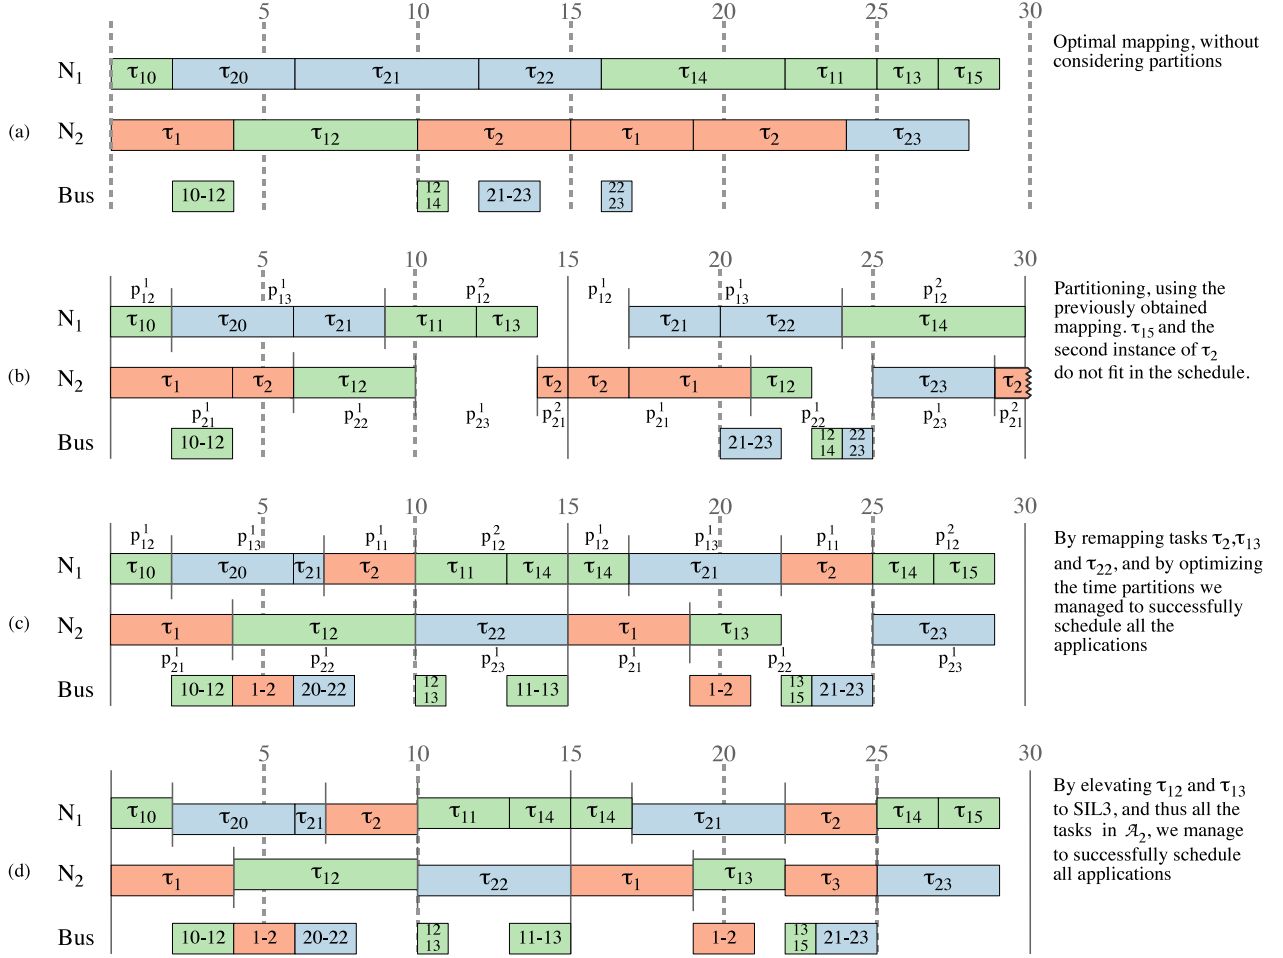 5 10 15 20 25 30
N1 τ10 τ20 τ21 τ22 τ14 τ11 τ13 τ15
Optimal mapping, without
considering partitions
(a) N2 τ1 τ12 τ2 τ1 τ2 τ23
Bus 10-12 12 14 21-23 22 23
5 10 15 20 25 30
p¹12 p¹13 p²12 p¹12 p¹13 p²12
N1 τ10 τ20 τ21 τ11 τ13 τ21 τ22 τ14
Partitioning, using the
previously obtained
mapping. τ15 and the
second instance of τ2
do not fit in the schedule.
(b) N2 τ1 τ2 τ12 τ2 τ2 τ1 τ12 τ23 τ2
p¹21 p¹22 p¹23 p²21 p¹21 p¹22 p¹23 p²21
Bus 10-12 21-23 12 14 22 23
5 10 15 20 25 30
p¹12 p¹13 p¹11 p²12 p¹12 p¹13 p¹11 p²12
N1 τ10 τ20 τ21 τ2 τ11 τ14 τ14 τ21 τ2 τ14 τ15
By remapping tasks τ2,τ13
and τ22, and by optimizing
the time partitions we
managed to successfully
schedule all the
applications
(c) N2 τ1 τ12 τ22 τ1 τ13 τ23
p¹21 p¹22 p¹23 p¹21 p¹22 p¹23
Bus 10-12 1-2 20-22 12 13 11-13 1-2 13 15 21-23
5 10 15 20 25 30
N1 τ10 τ20 τ21 τ2 τ11 τ14 τ14 τ21 τ2 τ14 τ15
By elevating τ12 and τ13
to SIL3, and thus all the
tasks in 𝒜2, we manage
to successfully schedule
all applications
(d) N2 τ1 τ12 τ22 τ1 τ13 τ3 τ23
Bus 10-12 1-2 20-22 12 13 11-13 1-2 13 15 21-23